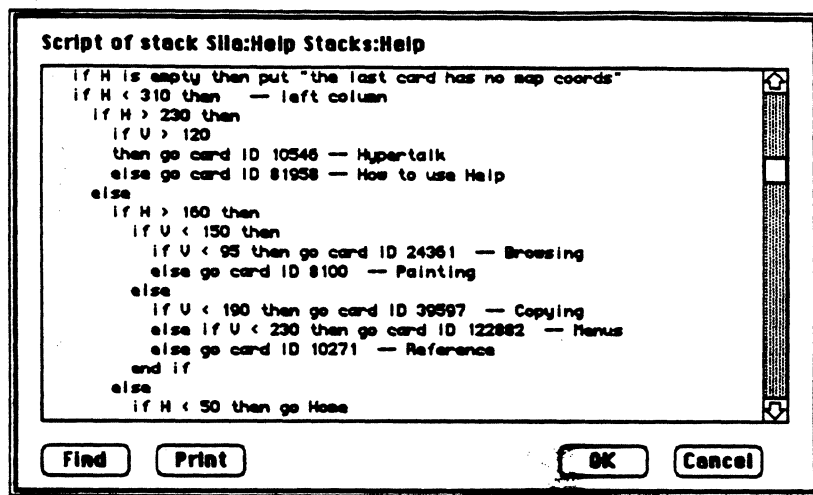 Script of stack Sila:Help Stacks:Help
if H is empty then put "the last card has no map coords"
if H < 310 then -- left column
if H > 230 then
if V > 120
then go card ID 10546 -- Hypertalk
else go card ID 81958 -- How to use Help
else
if H > 160 then
if V < 150 then
if V < 95 then go card ID 24361 -- Browsing
else go card ID 8100 -- Painting
else
if V < 190 then go card ID 39597 -- Copying
else if V < 230 then go card ID 122882 -- Menus
else go card ID 10271 -- Reference
end if
else
if H < 50 then go Home
Find Print OK Cancel